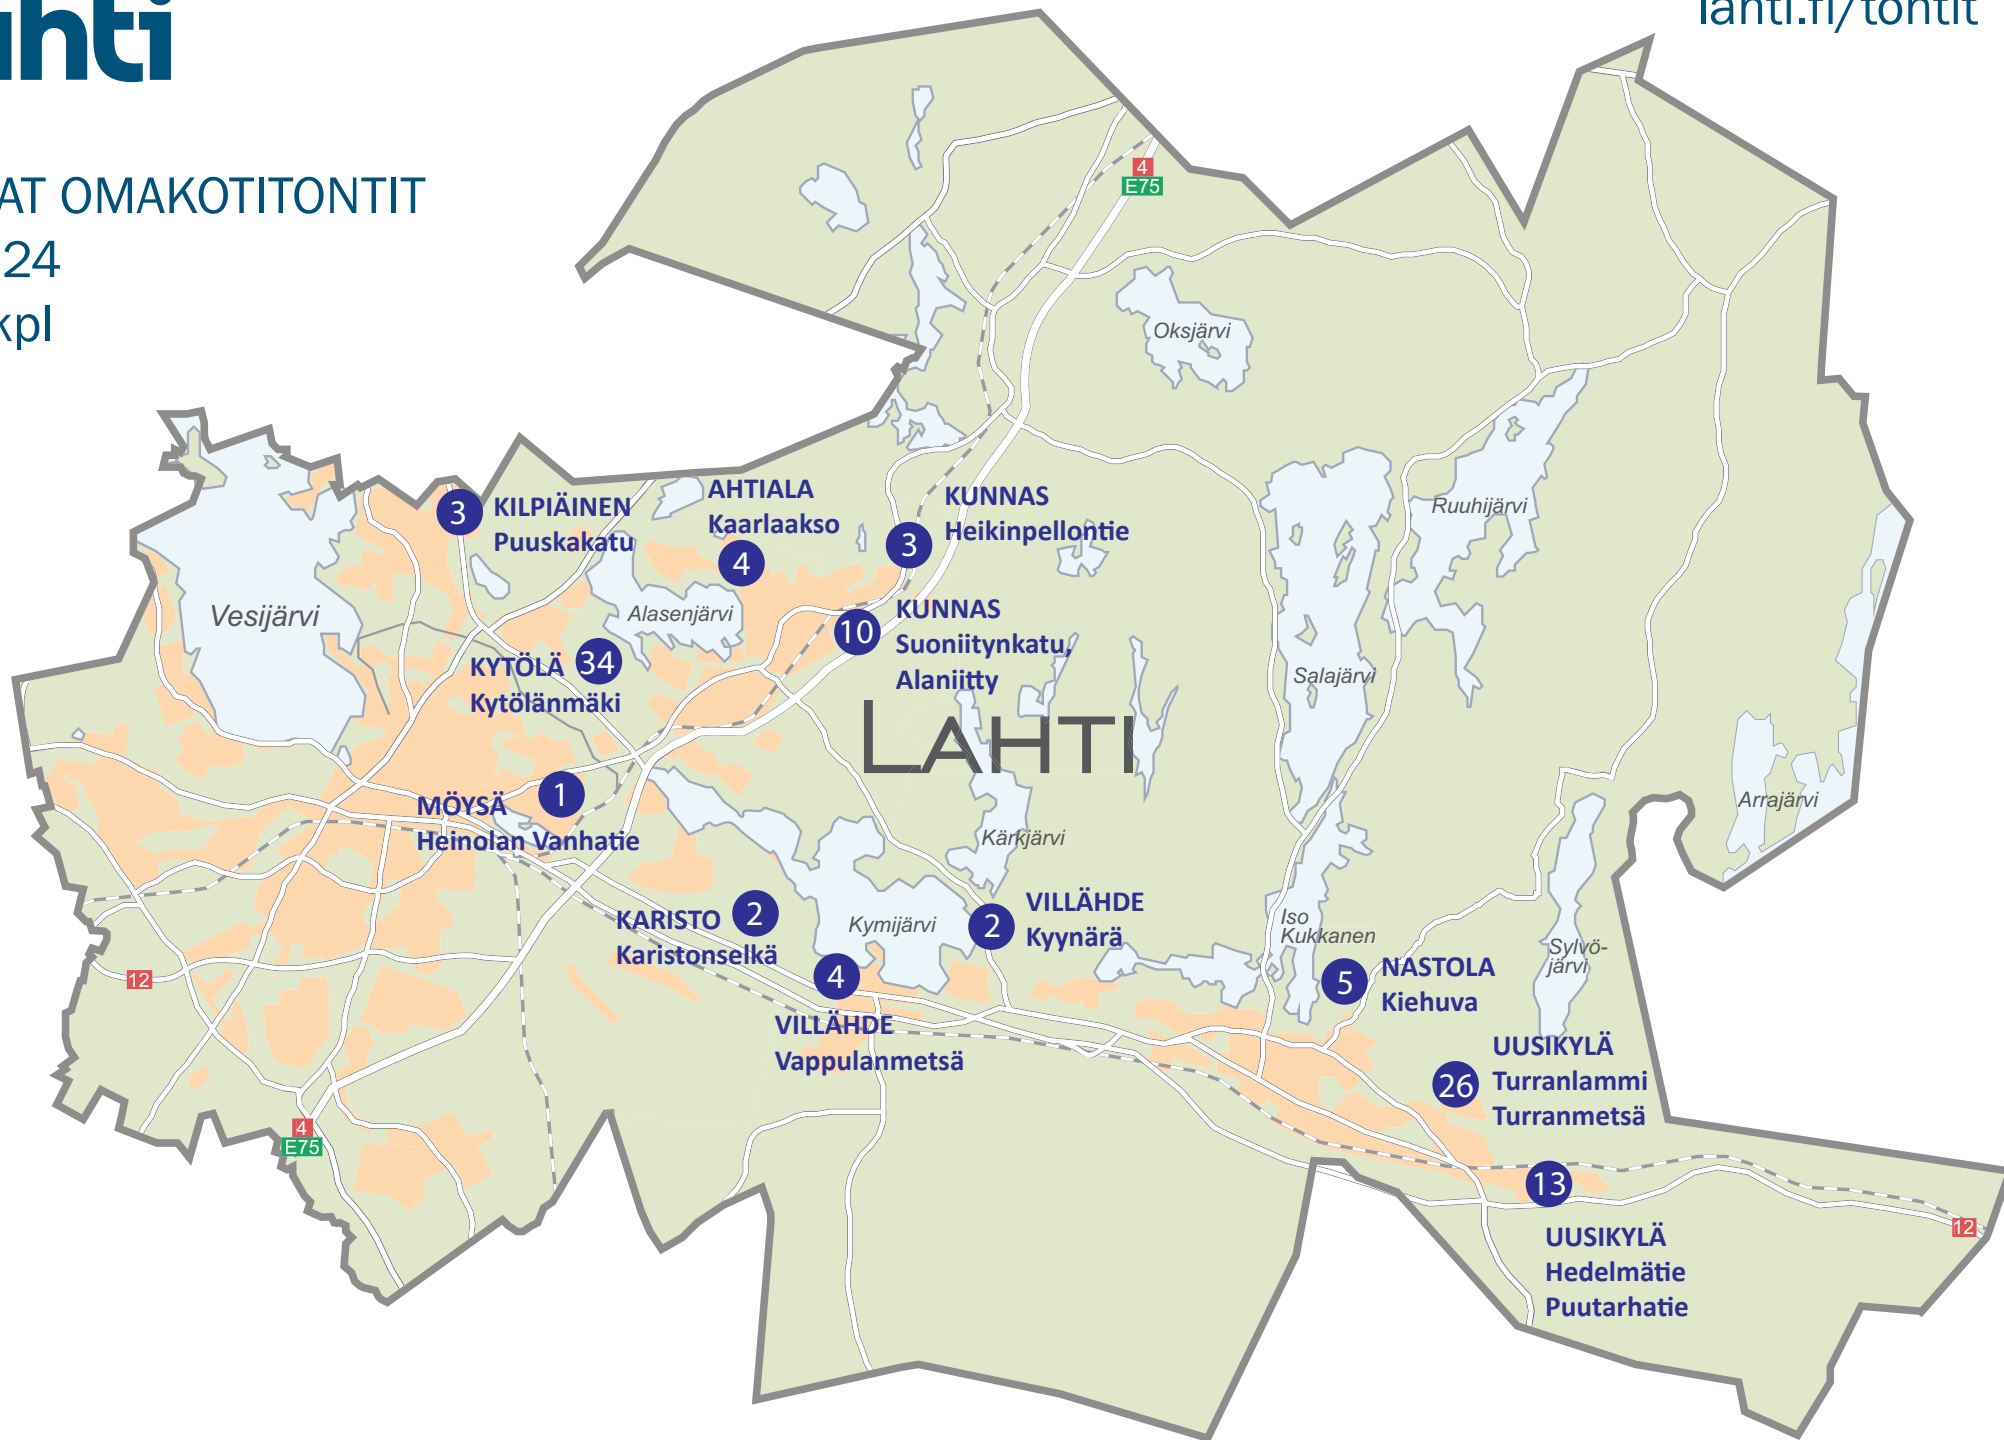 lahti.fi/tontit
OMAKOTITONTIT
24
kpl
4
E75
Oksjärvi
3
KILPIÄINEN
Puuskakatu
AHTIALA
Kaarlaakso
4
KUNNAS
Heikinpellontie
3
Ruuhijärvi
Vesijärvi
Alasenjärvi
10
KUNNAS
Suoniitynkatu,
Alaniitty
KYTÖLÄ
34
Kytölänmäki
Salajärvi
LAHTI
MÖYSÄ
1
Heinolan Vanhatie
Kärkjärvi
Arrajärvi
KARISTO
2
Karistonselkä
Kymijärvi
2
VILLÄHDE
Kyynärä
Iso
Kukkanen
Sylvö-
järvi
12
4
VILLÄHDE
Vappulanmetsä
5
NASTOLA
Kiehuva
26
UUSIKYLÄ
Turranlammi
Turranmetsä
4
E75
13
UUSIKYLÄ
Hedelmätie
Puutarhatie
12